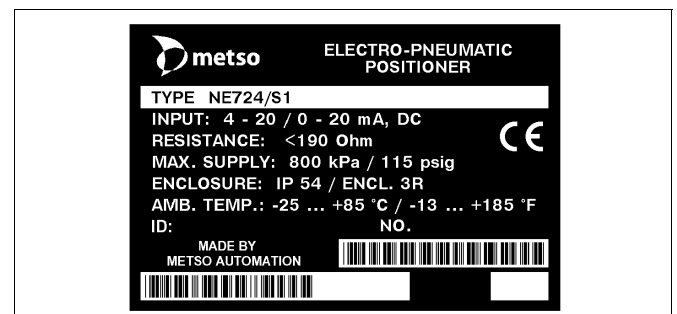 metso
ELECTRO-PNEUMATIC
POSITIONER
TYPE NE724/S1
INPUT: 4 - 20 / 0 - 20 mA, DC
RESISTANCE: <190 Ohm
MAX. SUPPLY: 800 kPa / 115 psig
ENCLOSURE: IP 54 / ENCL. 3R
AMB. TEMP.: -25 ... +85 °C / -13 ... +185 °F
ID: NO.
MADE BY
METSO AUTOMATION
CE